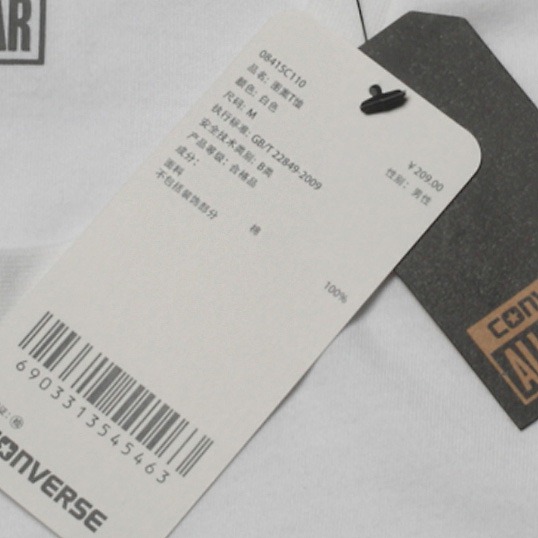 AR
08415C110
品名: 图案T恤
颜色: 白色
尺码: M
执行标准: GB/T 22849-2009
安全技术类别: B类
产品等级: 合格品
成分:
面料
不包括装饰部分
棉
100%
¥209.00
性别: 男性
6903313545463
CONVERSE
CONV
AL